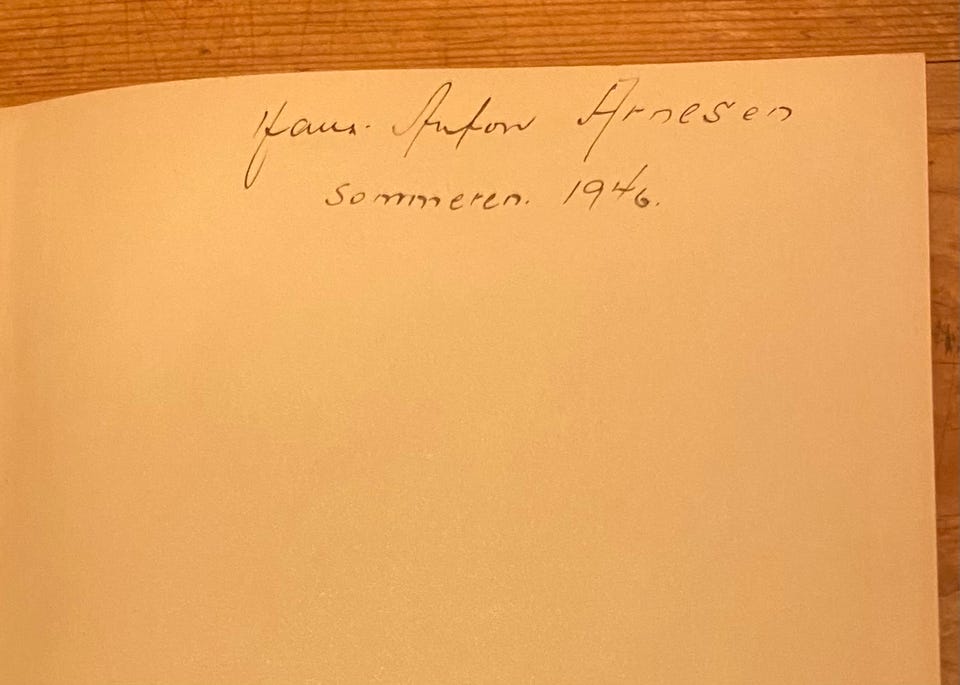 Hans Anton Arnesen
Sommeren. 1946.